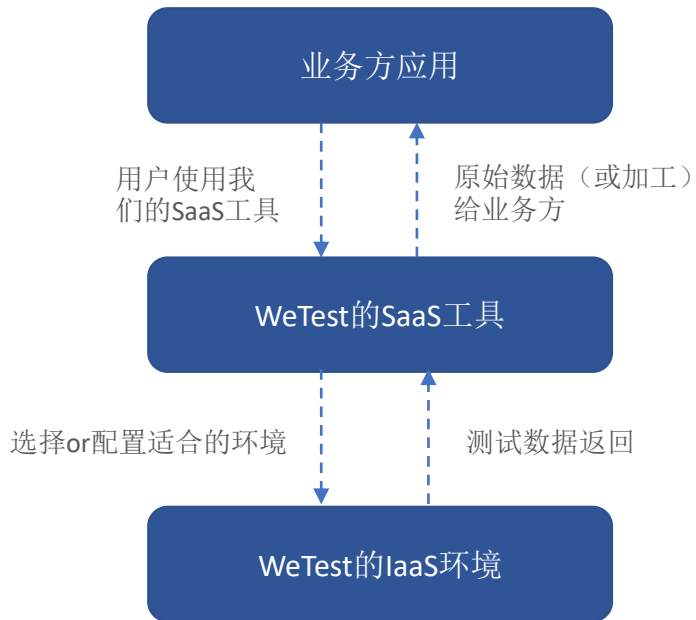 业务方应用
用户使用我
们的SaaS工具
原始数据（或加工）
给业务方
WeTest的SaaS工具
选择or配置适合的环境
测试数据返回
WeTest的IaaS环境